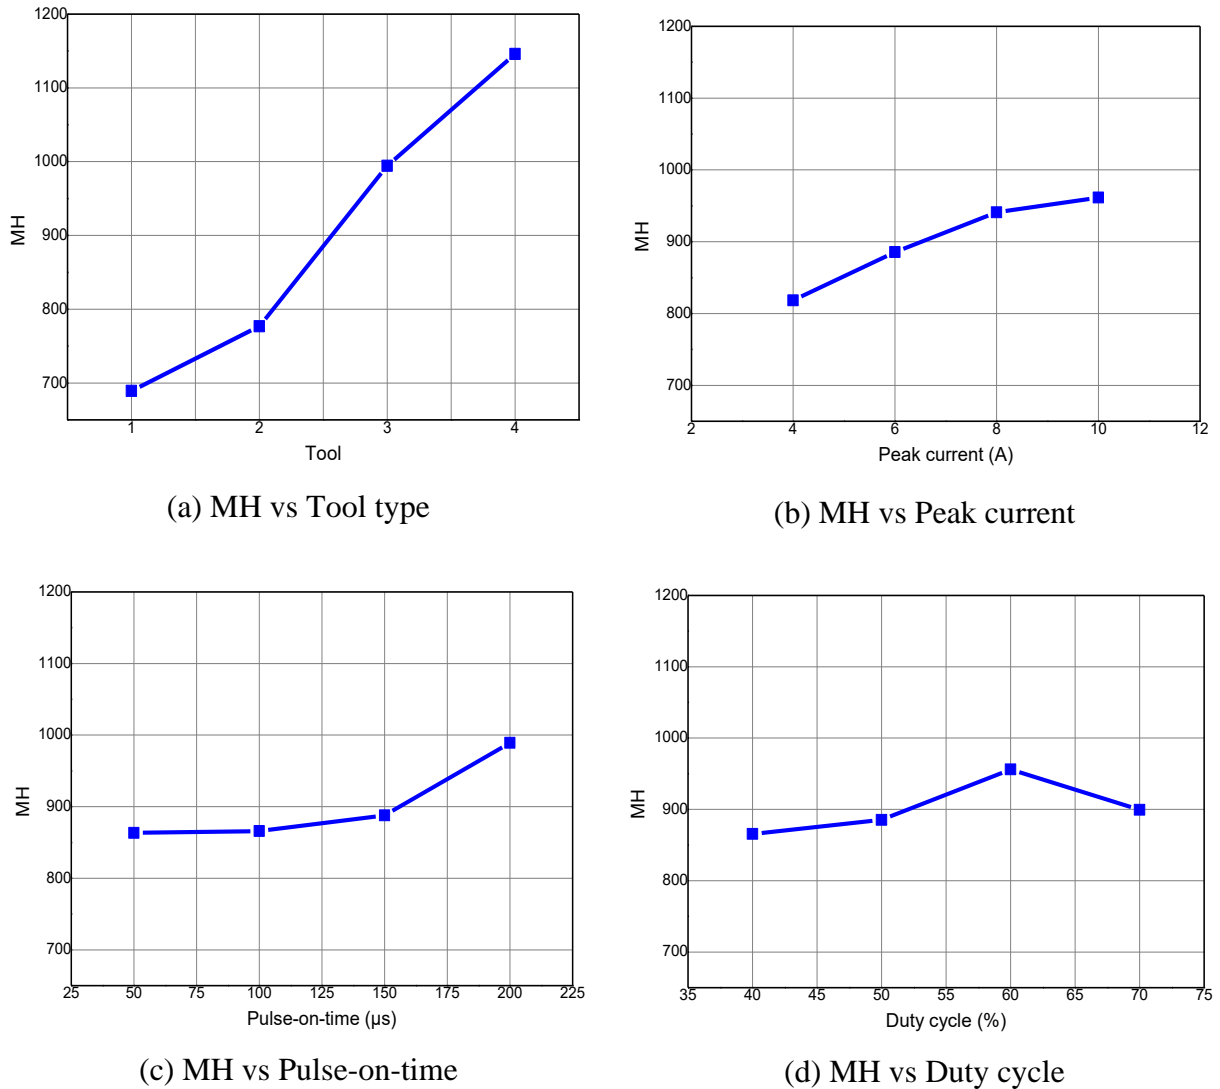 1200
1100
1000
900
800
700
MH
1 2 3 4
Tool
(a) MH vs Tool type
1200
1100
1000
900
800
700
MH
2 4 6 8 10 12
Peak current (A)
(b) MH vs Peak current
1200
1100
1000
900
800
700
MH
25 50 75 100 125 150 175 200 225
Pulse-on-time (µs)
(c) MH vs Pulse-on-time
1200
1100
1000
900
800
700
MH
35 40 45 50 55 60 65 70 75
Duty cycle (%)
(d) MH vs Duty cycle